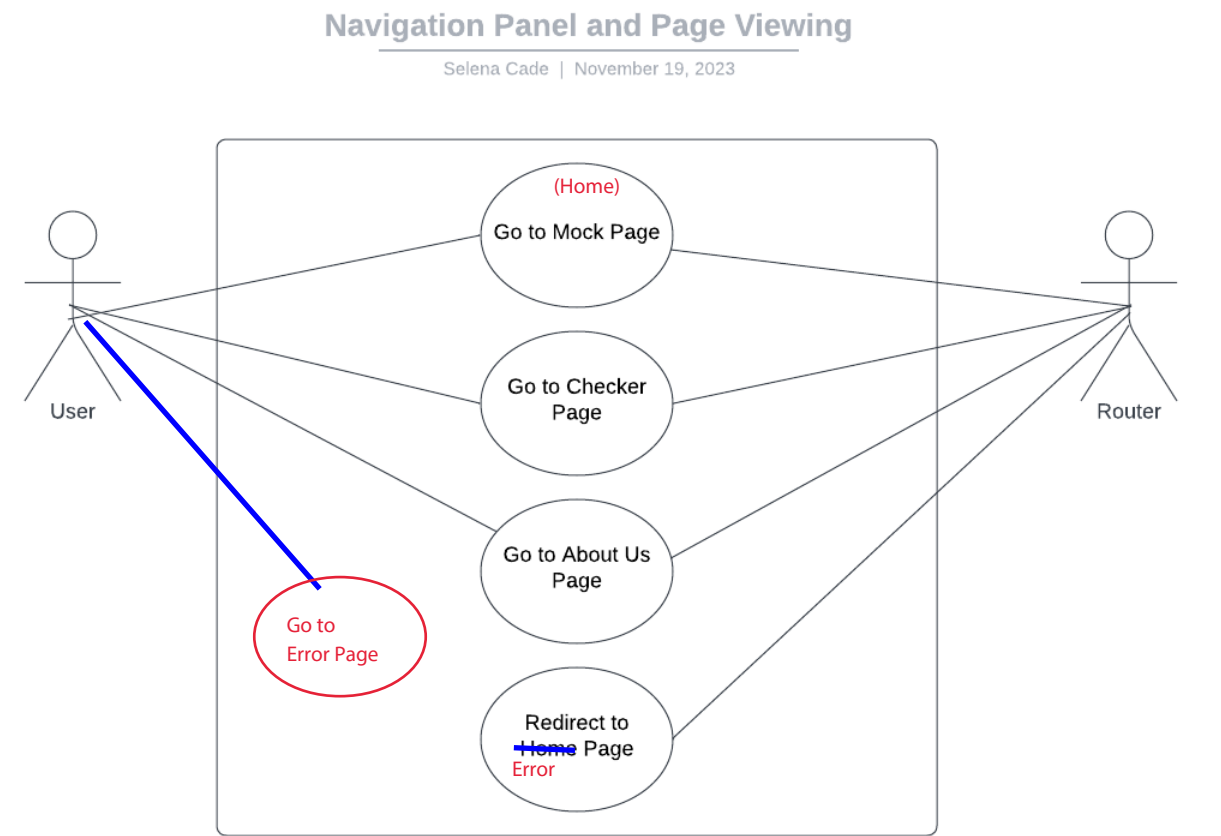 Navigation Panel and Page Viewing
Selena Cade | November 19, 2023
(Home)
Go to Mock Page
User
Router
Go to Checker
Page
Go to About Us
Page
Go to
Error Page
Redirect to
Home Page
Error